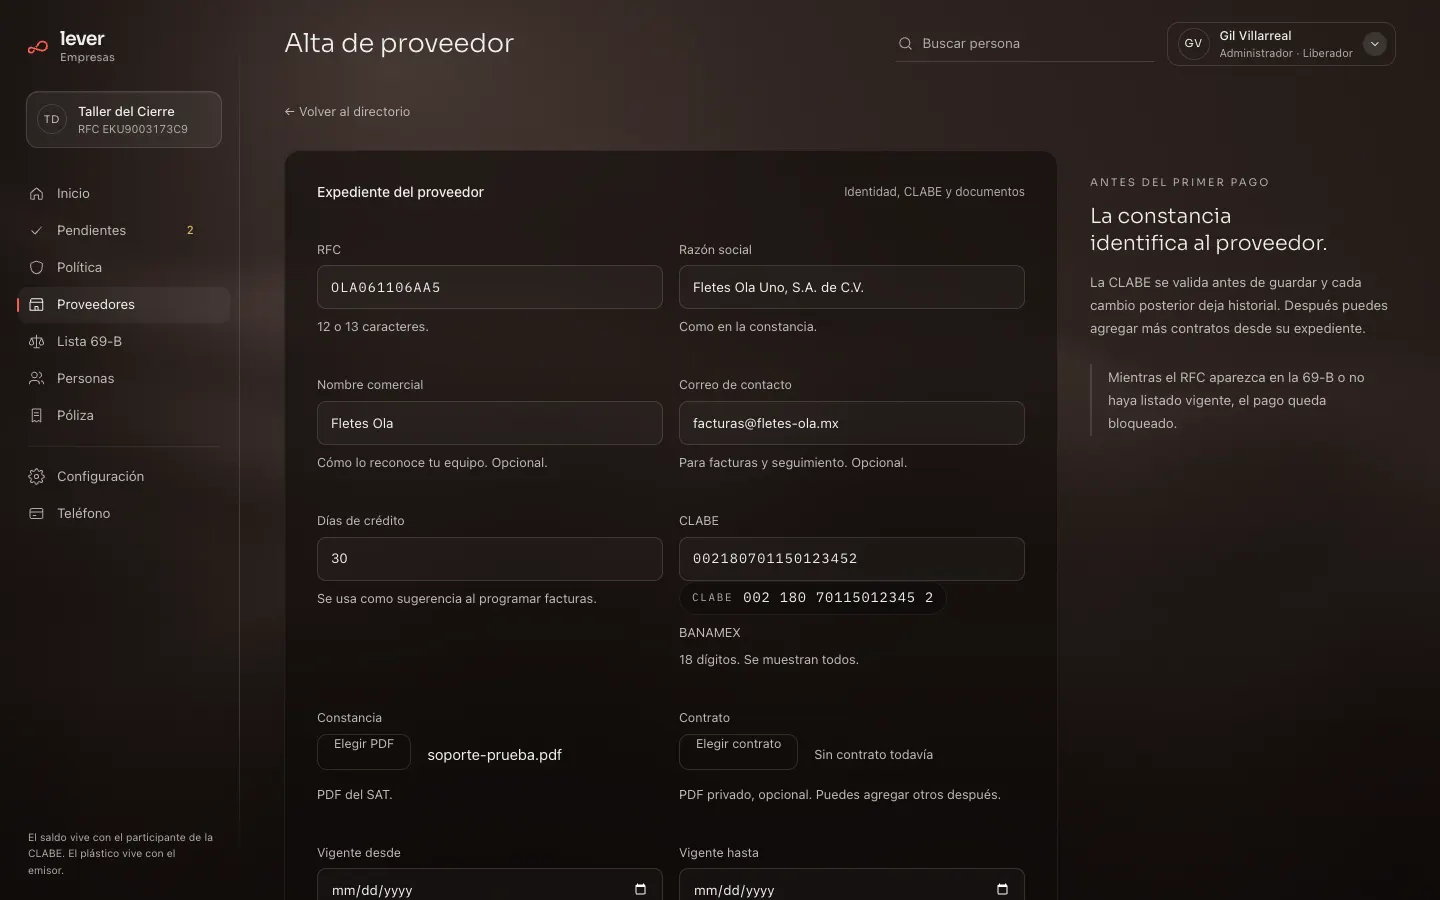 lever
Empresas
TD
Taller del Cierre
RFC EKU9003173C9
Inicio
Pendientes 2
Política
Proveedores
Lista 69-B
Personas
Póliza
Configuración
Teléfono
El saldo vive con el participante de la
CLABE. El plástico vive con el
emisor.
Alta de proveedor
Buscar persona
GV
Gil Villarreal
Administrador · Liberador
← Volver al directorio
Expediente del proveedor
Identidad, CLABE y documentos
RFC
OLA061106AA5
12 o 13 caracteres.
Razón social
Fletes Ola Uno, S.A. de C.V.
Como en la constancia.
Nombre comercial
Fletes Ola
Cómo lo reconoce tu equipo. Opcional.
Correo de contacto
facturas@fletes-ola.mx
Para facturas y seguimiento. Opcional.
Días de crédito
30
Se usa como sugerencia al programar facturas.
CLABE
002180701150123452
CLABE 002 180 70115012345 2
BANAMEX
18 dígitos. Se muestran todos.
Constancia
Elegir PDF
soporte-prueba.pdf
PDF del SAT.
Contrato
Elegir contrato
Sin contrato todavía
PDF privado, opcional. Puedes agregar otros después.
Vigente desde
mm/dd/yyyy
Vigente hasta
mm/dd/yyyy
ANTES DEL PRIMER PAGO
La constancia
identifica al proveedor.
La CLABE se valida antes de guardar y cada
cambio posterior deja historial. Después puedes
agregar más contratos desde su expediente.
Mientras el RFC aparezca en la 69-B o no
haya listado vigente, el pago queda
bloqueado.